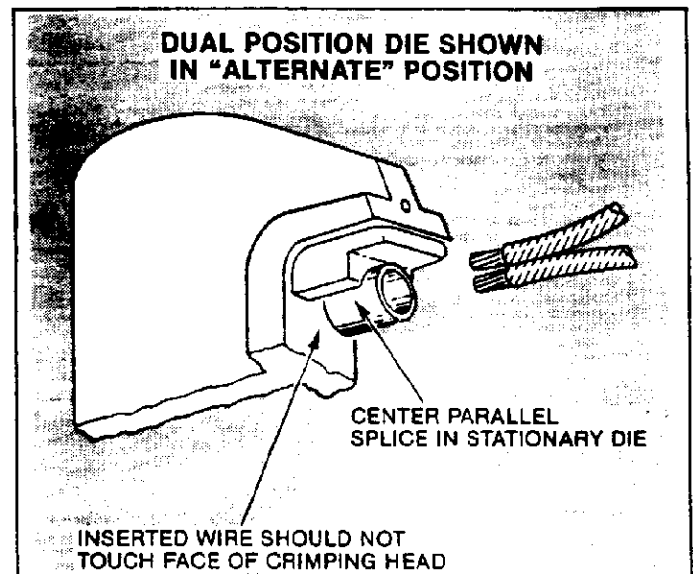 DUAL POSITION DIE SHOWN
IN “ALTERNATE” POSITION
CENTER PARALLEL
SPLICE IN STATIONARY DIE
INSERTED WIRE SHOULD NOT
TOUCH FACE OF CRIMPING HEAD